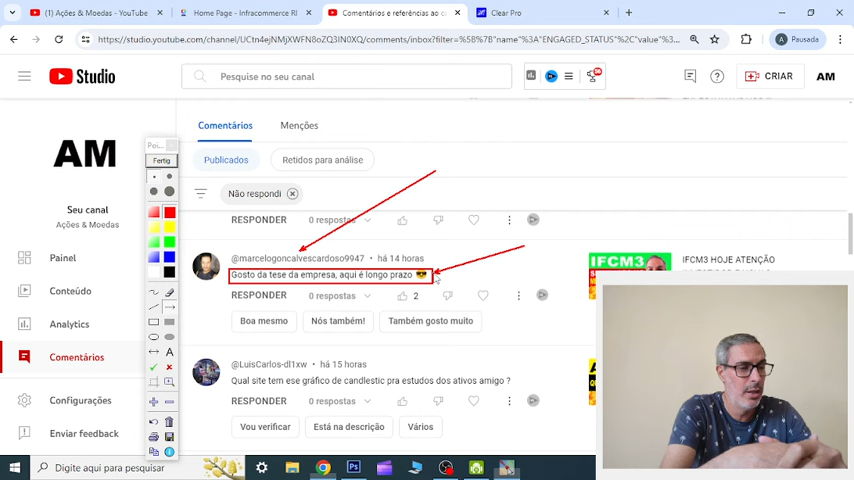 (1) Ações & Moedas - YouTube
Home Page - Infracommerce RI
Comentários e referências ao co
Clear Pro
https://studio.youtube.com/channel/UCtn4ejNMjXWFN8oZQ3IN0XQ/comments/inbox?filter=%5B%7B"name"%3A"ENGAGED_STATUS"%2C"value"%...
A Pausada
Studio
Pesquise no seu canal
CRIAR
AM
AM
Seu canal
Ações & Moedas
Painel
Conteúdo
Analytics
Comentários
Configurações
Enviar feedback
Poi...
Fertig
A
Comentários
Menções
Publicados
Retidos para análise
Não respondi
RESPONDER 0 respostas
@marcelogoncalvescardoso9947 • há 14 horas
Gosto da tese da empresa, aqui é longo prazo 😎
RESPONDER 0 respostas 2
Boa mesmo Nós também! Também gosto muito
IFCM3 HOJE ATENÇÃO
IFCM3
@LuisCarlos-dl1xw • há 15 horas
Qual site tem ese gráfico de candlestic pra estudos dos ativos amigo ?
RESPONDER 0 respostas
Vou verificar Está na descrição Vários
Digite aqui para pesquisar
Ps